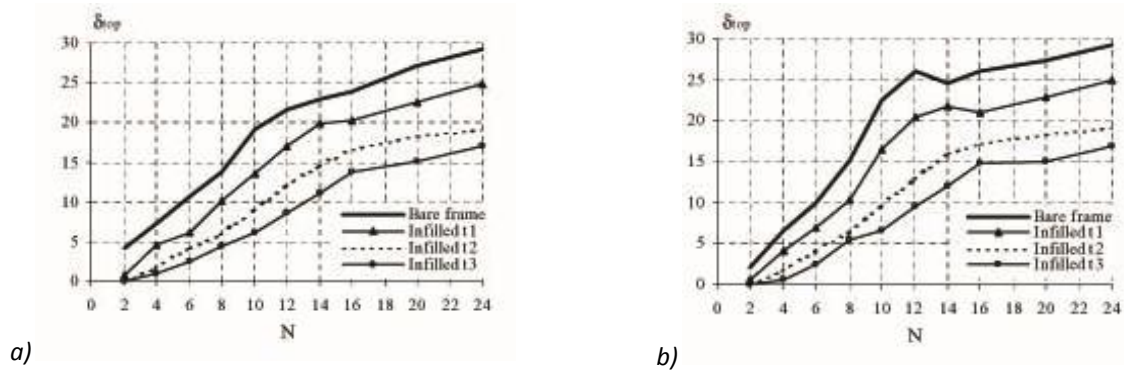 δtop
30
25
20
15
10
5
0
Bare frame
Infilled t1
Infilled t2
Infilled t3
0 2 4 6 8 10 12 14 16 18 20 22 24
N
a)
δtop
30
25
20
15
10
5
0
Bare frame
Infilled t1
Infilled t2
Infilled t3
0 2 4 6 8 10 12 14 16 18 20 22 24
N
b)